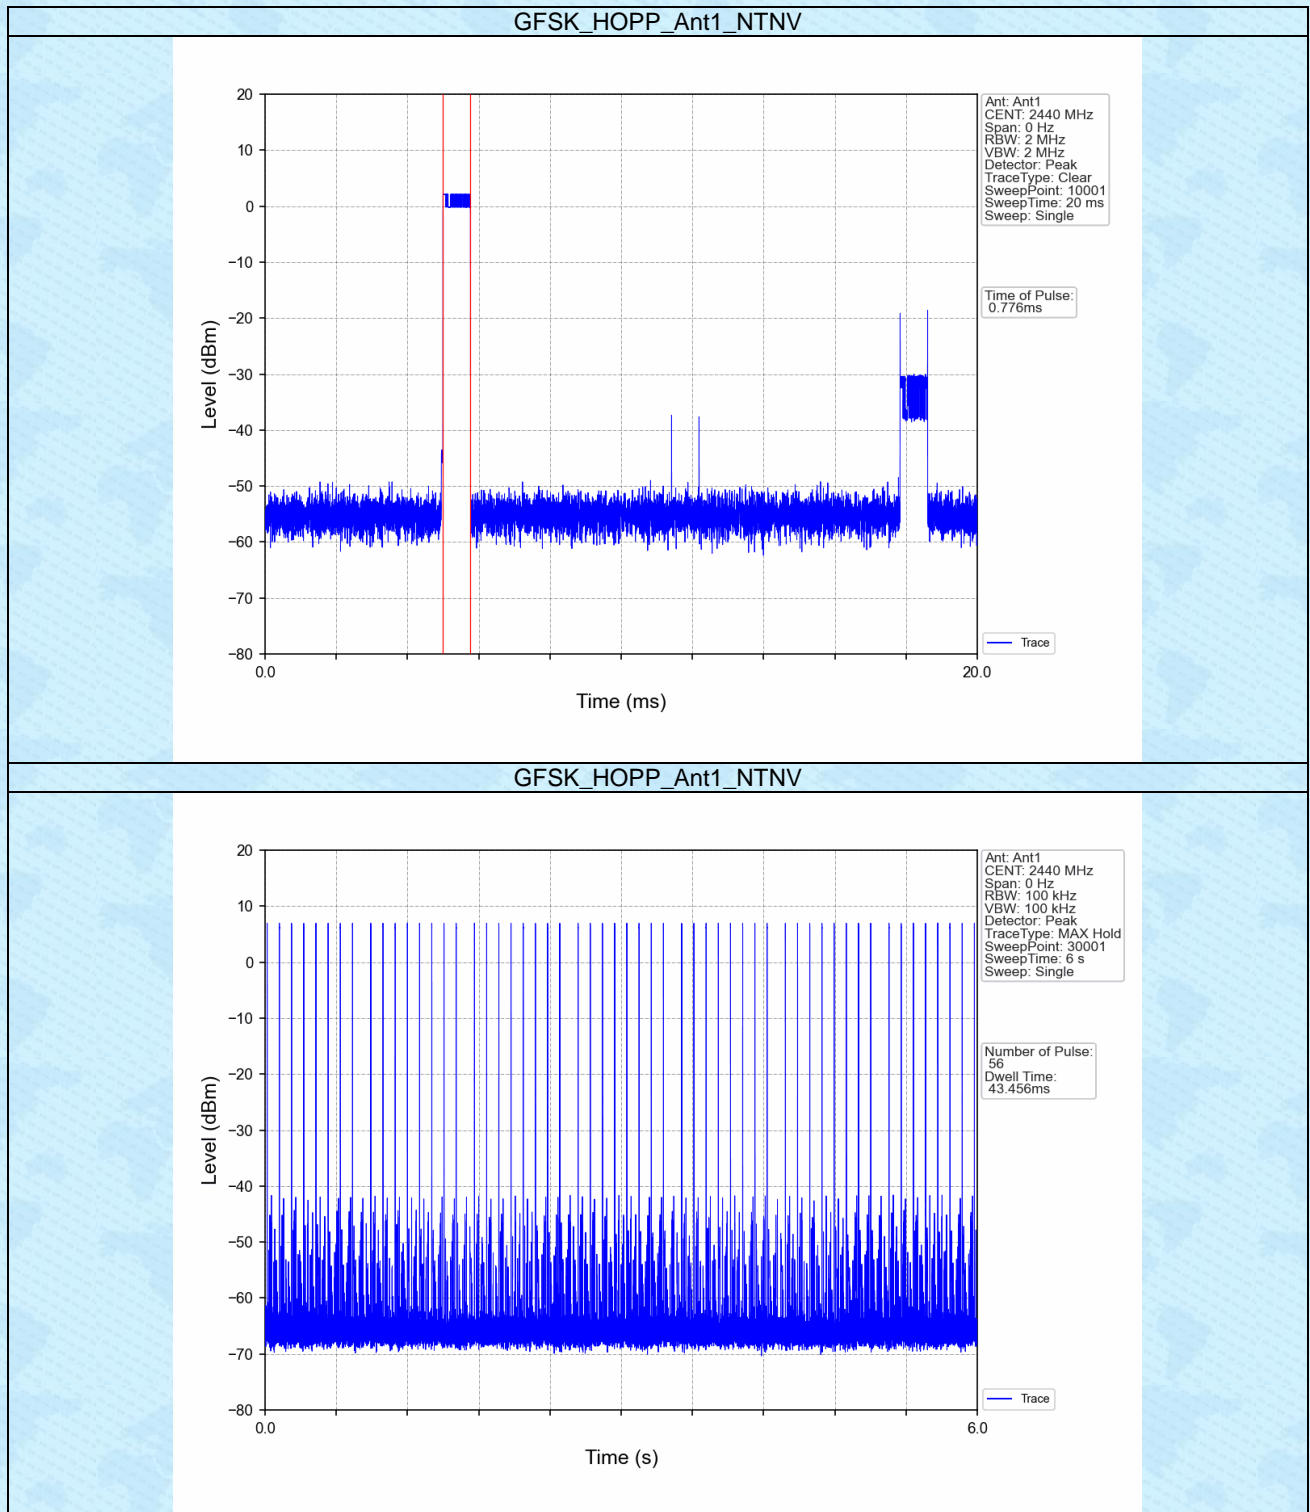 GFSK_HOPP_Ant1_NTNV
20
10
0
−10
−20
−30
−40
−50
−60
−70
−80
Level (dBm)
0.0
20.0
Time (ms)
Ant: Ant1
CENT: 2440 MHz
Span: 0 Hz
RBW: 2 MHz
VBW: 2 MHz
Detector: Peak
TraceType: Clear
SweepPoint: 10001
SweepTime: 20 ms
Sweep: Single
Time of Pulse:
0.776ms
Trace
GFSK_HOPP_Ant1_NTNV
20
10
0
−10
−20
−30
−40
−50
−60
−70
−80
Level (dBm)
0.0
6.0
Time (s)
Ant: Ant1
CENT: 2440 MHz
Span: 0 Hz
RBW: 100 kHz
VBW: 100 kHz
Detector: Peak
TraceType: MAX Hold
SweepPoint: 30001
SweepTime: 6 s
Sweep: Single
Number of Pulse:
56
Dwell Time:
43.456ms
Trace